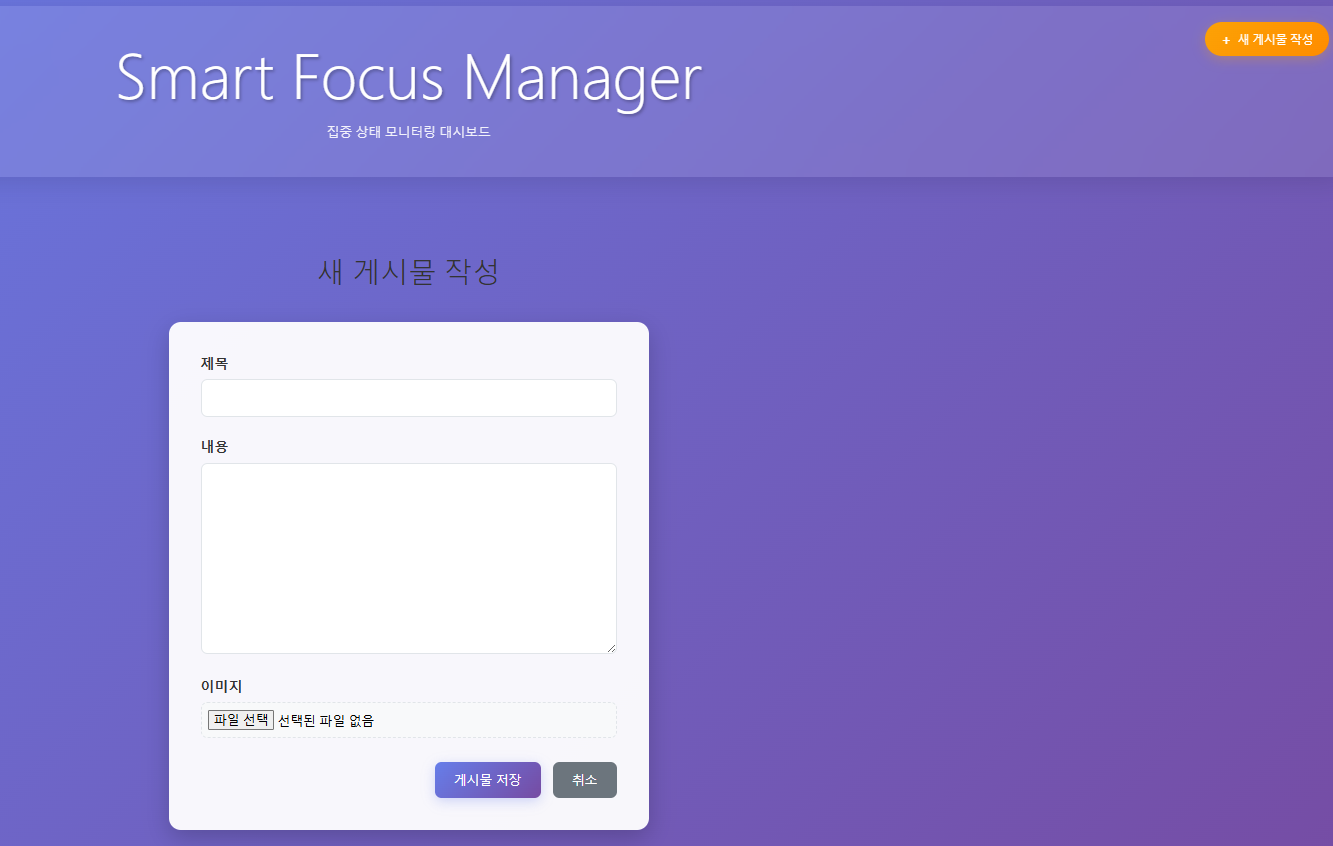 Smart Focus Manager
+ 새 게시물 작성
집중 상태 모니터링 대시보드
새 게시물 작성
제목
내용
이미지
파일 선택 선택된 파일 없음
게시물 저장 취소